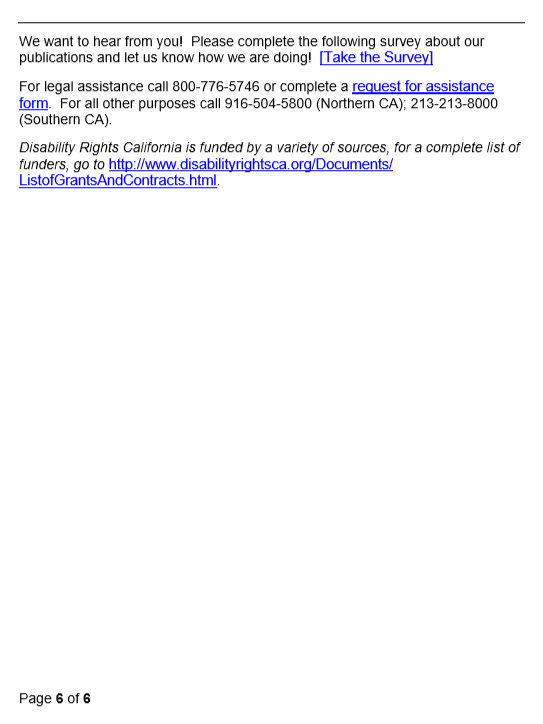 We want to hear from you!  Please complete the following survey about our
publications and let us know how we are doing!  [Take the Survey]
For legal assistance call 800-776-5746 or complete a request for assistance
form.  For all other purposes call 916-504-5800 (Northern CA); 213-213-8000
(Southern CA).
Disability Rights California is funded by a variety of sources, for a complete list of
funders, go to http://www.disabilityrightsca.org/Documents/
ListofGrantsAndContracts.html.
Page 6 of 6